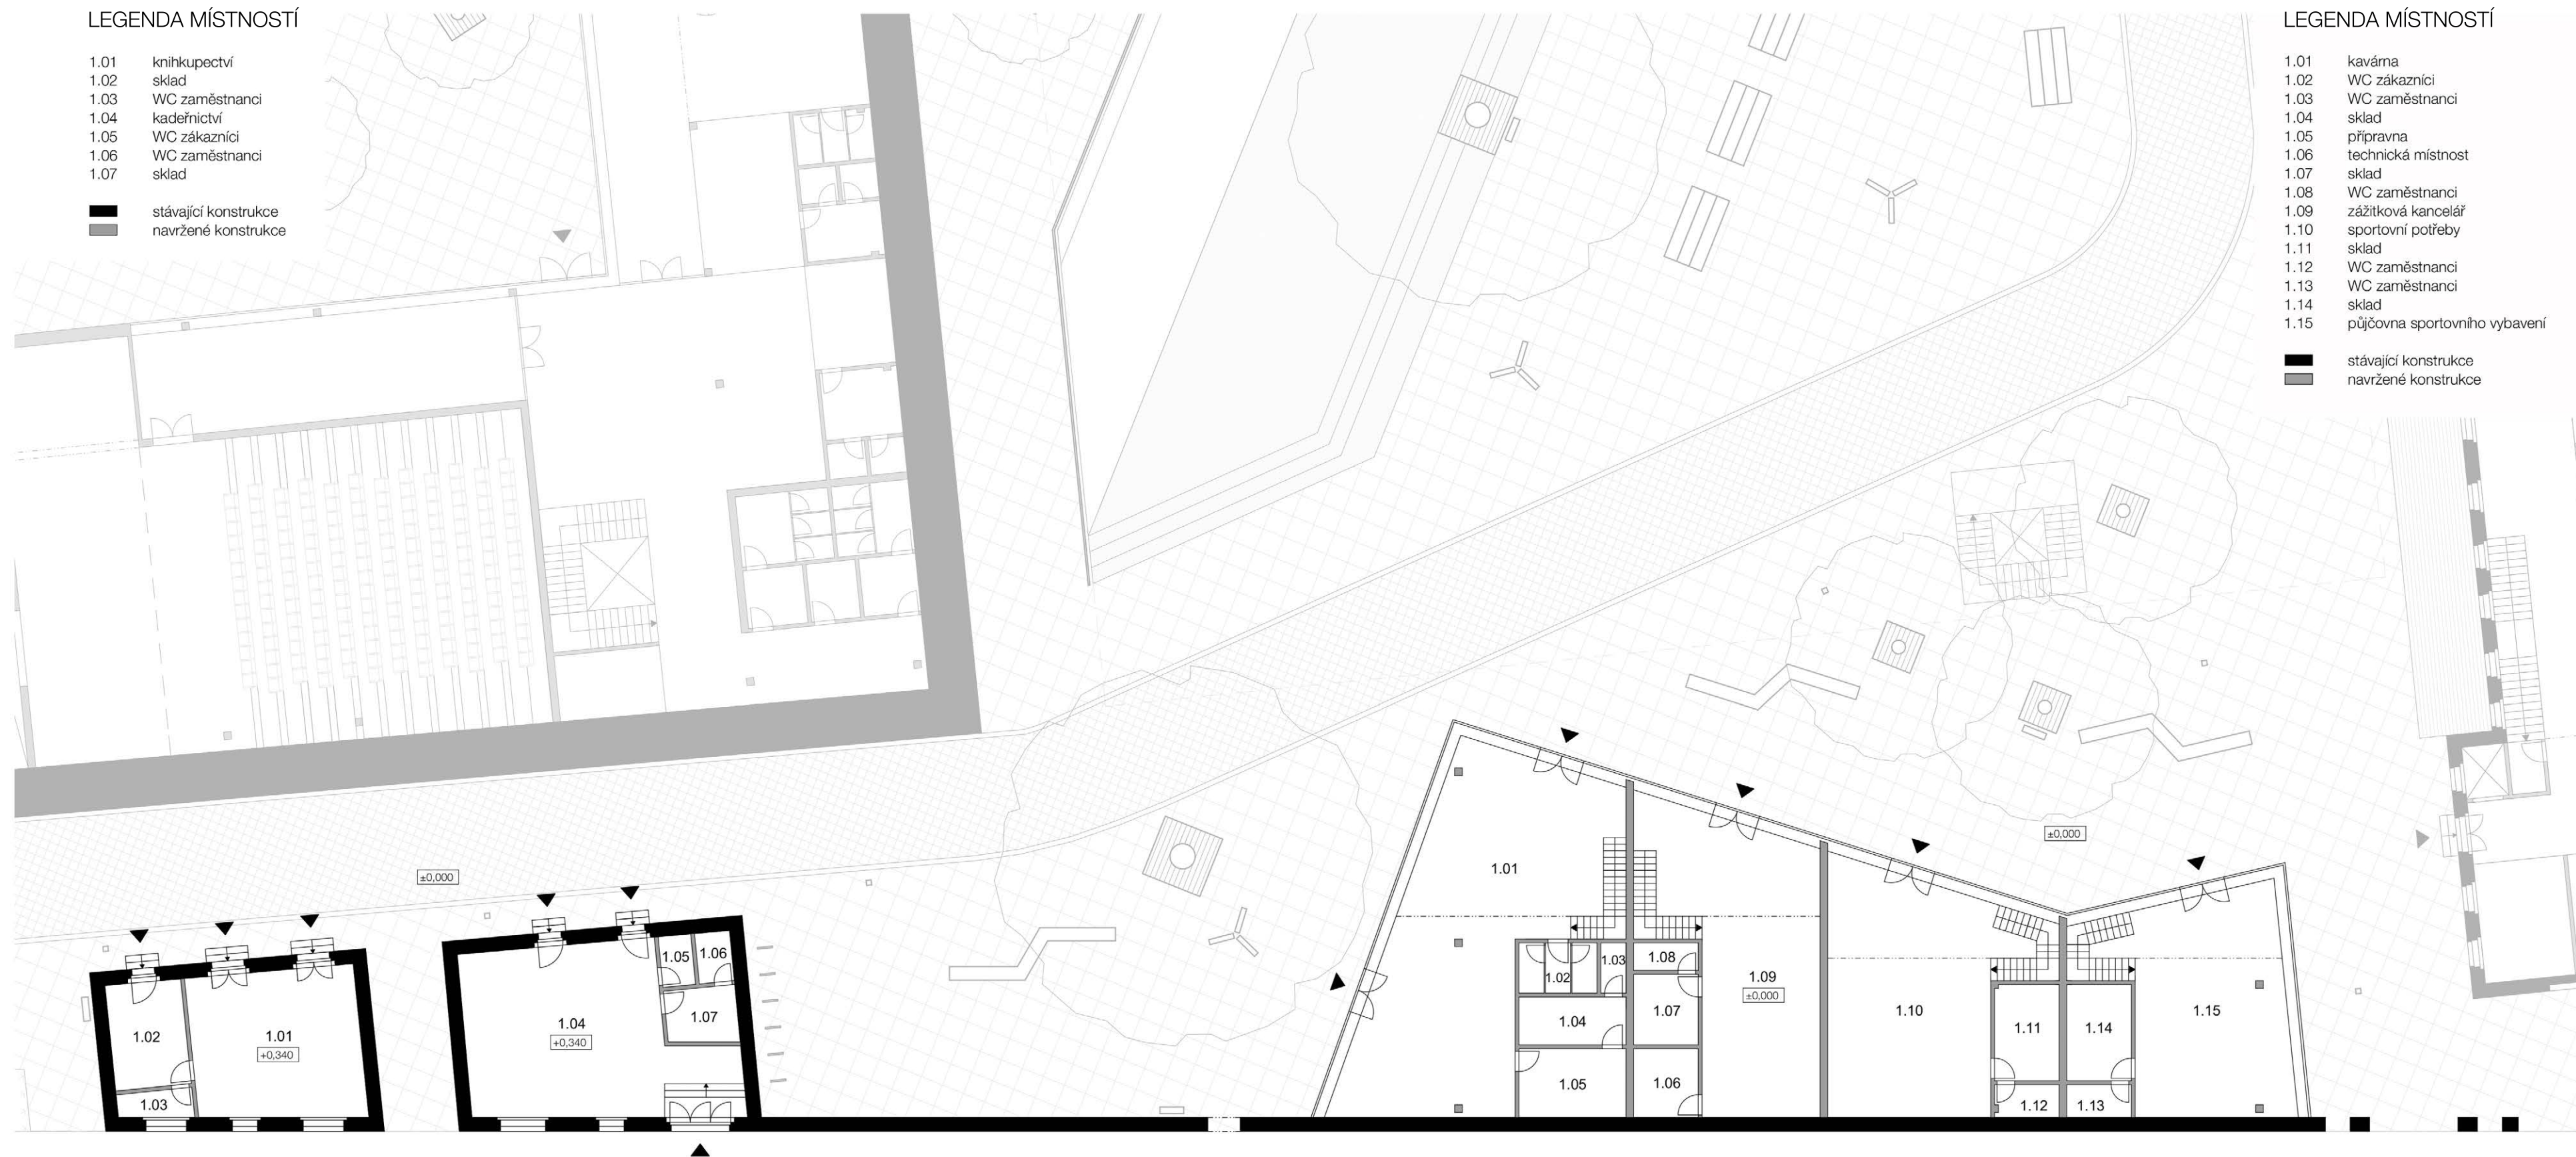 LEGENDA MÍSTNOSTÍ
1.01 knihkupectví
1.02 sklad
1.03 WC zaměstnanci
1.04 kadeřnictví
1.05 WC zákazníci
1.06 WC zaměstnanci
1.07 sklad
stávající konstrukce
navržené konstrukce
LEGENDA MÍSTNOSTÍ
1.01 kavárna
1.02 WC zákazníci
1.03 WC zaměstnanci
1.04 sklad
1.05 přípravna
1.06 technická místnost
1.07 sklad
1.08 WC zaměstnanci
1.09 zážitková kancelář
1.10 sportovní potřeby
1.11 sklad
1.12 WC zaměstnanci
1.13 WC zaměstnanci
1.14 sklad
1.15 půjčovna sportovního vybavení
stávající konstrukce
navržené konstrukce
±0,000
1.02
1.01
+0,340
1.03
1.05
1.06
1.04
+0,340
1.07
±0,000
1.01
1.02
1.03
1.08
1.09
±0,000
1.04
1.07
1.05
1.06
1.10
1.11
1.14
1.15
1.12
1.13